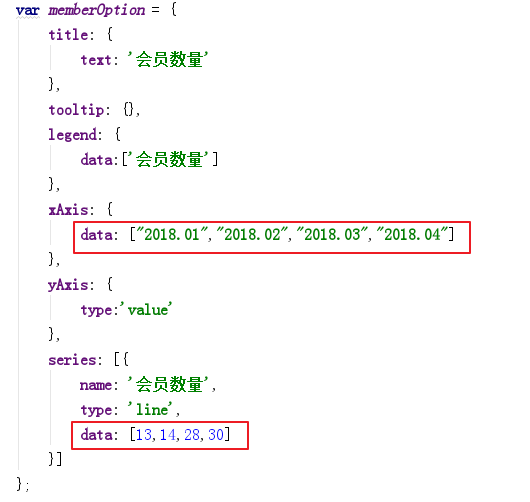 var memberOption = {
title: {
text: '会员数量'
},
tooltip: {},
legend: {
data:['会员数量']
},
xAxis: {
data: ["2018.01","2018.02","2018.03","2018.04"]
},
yAxis: {
type:'value'
},
series: [{
name: '会员数量',
type: 'line',
data: [13,14,28,30]
}]
};